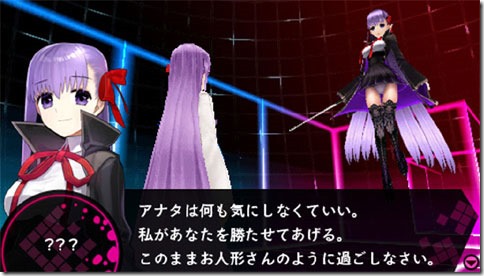 アナタは何も気にしなくていい。
私があなたを勝たせてあげる。
このままお人形さんのように過ごしなさい。
???